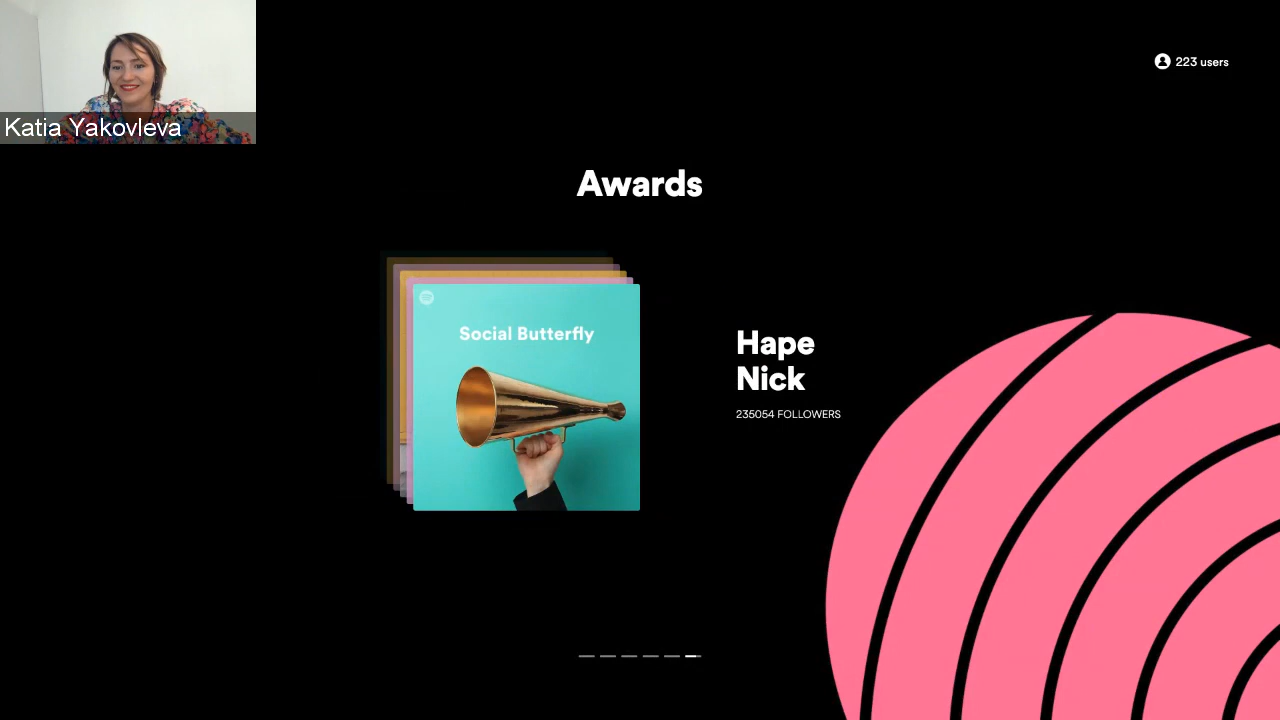 Katia Yakovleva
223 users
Awards
Social Butterfly
Hape
Nick
235054 FOLLOWERS